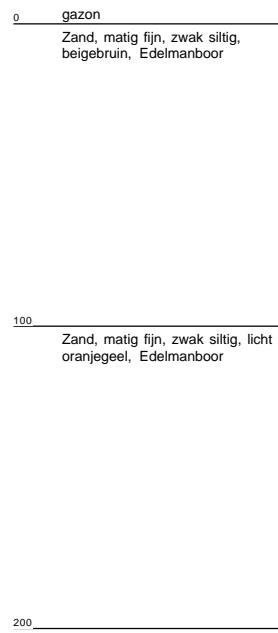 0 gazon
Zand, matig fijn, zwak siltig,
beigebruin, Edelmanboor
100
Zand, matig fijn, zwak siltig, licht
oranjegeel, Edelmanboor
200